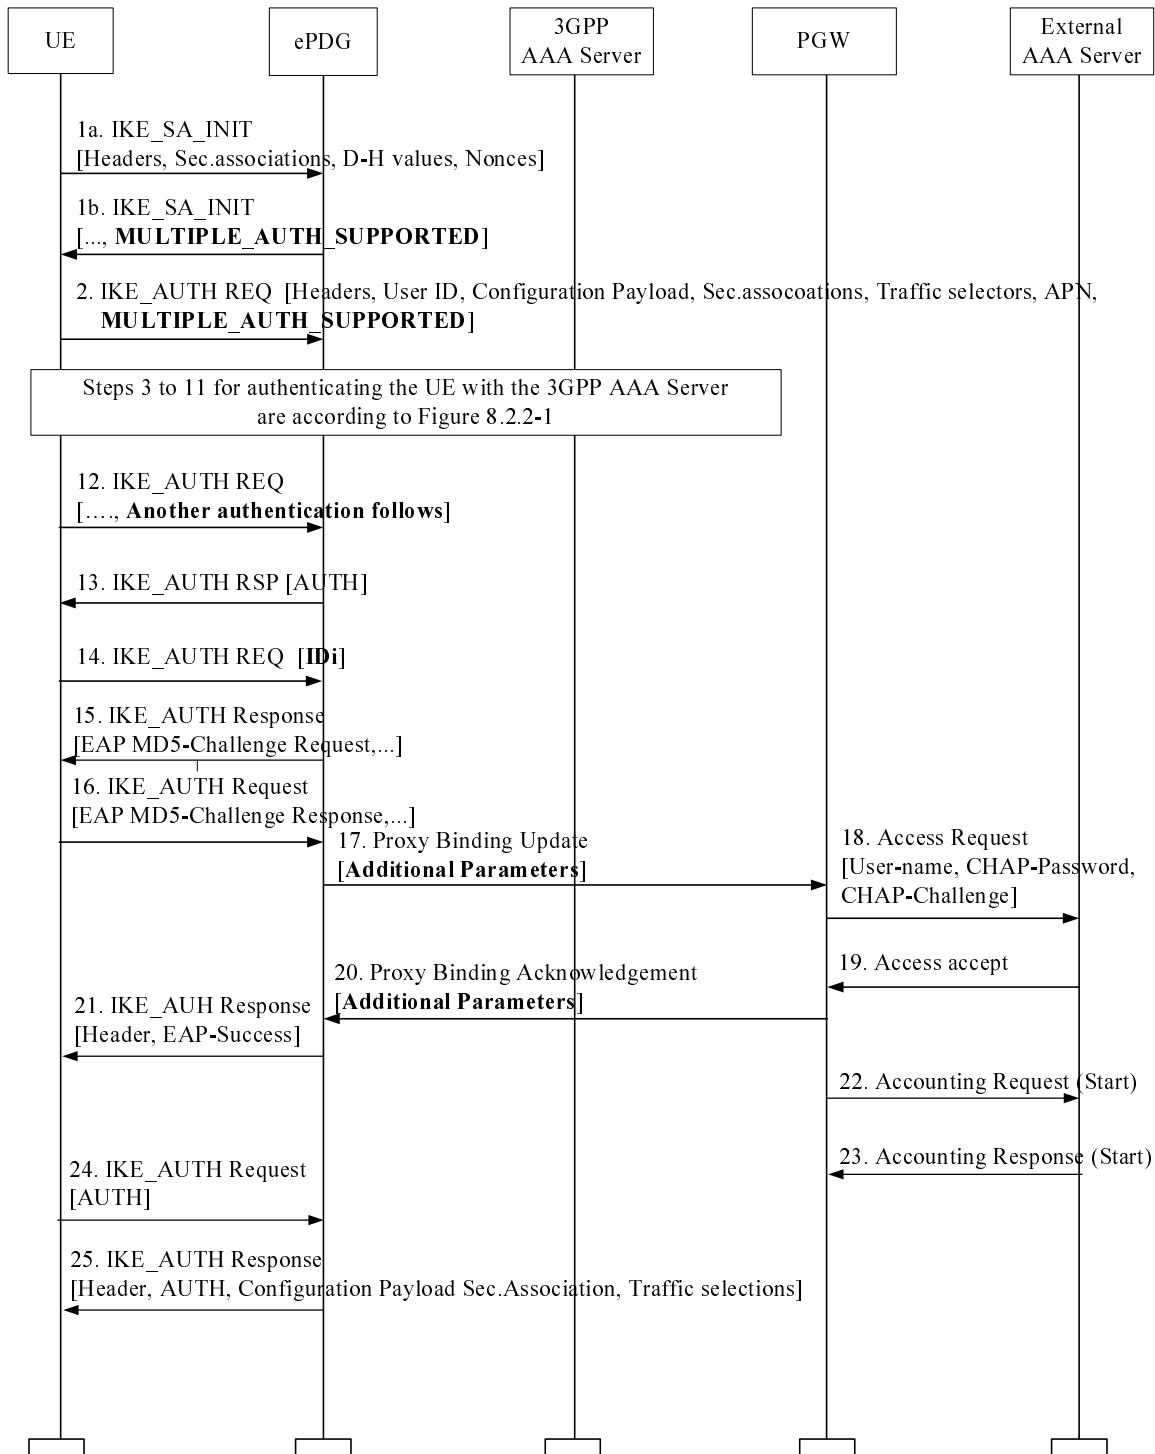 UE
ePDG
3GPP
AAA Server
PGW
External
AAA Server
1a. IKE_SA_INIT
[Headers, Sec.associations, D-H values, Nonces]
1b. IKE_SA_INIT
[..., MULTIPLE_AUTH_SUPPORTED]
2. IKE_AUTH REQ [Headers, User ID, Configuration Payload, Sec.assocoations, Traffic selectors, APN,
MULTIPLE_AUTH_SUPPORTED]
Steps 3 to 11 for authenticating the UE with the 3GPP AAA Server
are according to Figure 8.2.2-1
12. IKE_AUTH REQ
[…., Another authentication follows]
13. IKE_AUTH RSP [AUTH]
14. IKE_AUTH REQ [IDi]
15. IKE_AUTH Response
[EAP MD5-Challenge Request,...]
16. IKE_AUTH Request
[EAP MD5-Challenge Response,...]
17. Proxy Binding Update
[Additional Parameters]
18. Access Request
[User-name, CHAP-Password,
CHAP-Challenge]
19. Access accept
20. Proxy Binding Acknowledgement
[Additional Parameters]
21. IKE_AUH Response
[Header, EAP-Success]
22. Accounting Request (Start)
23. Accounting Response (Start)
24. IKE_AUTH Request
[AUTH]
25. IKE_AUTH Response
[Header, AUTH, Configuration Payload Sec.Association, Traffic selections]